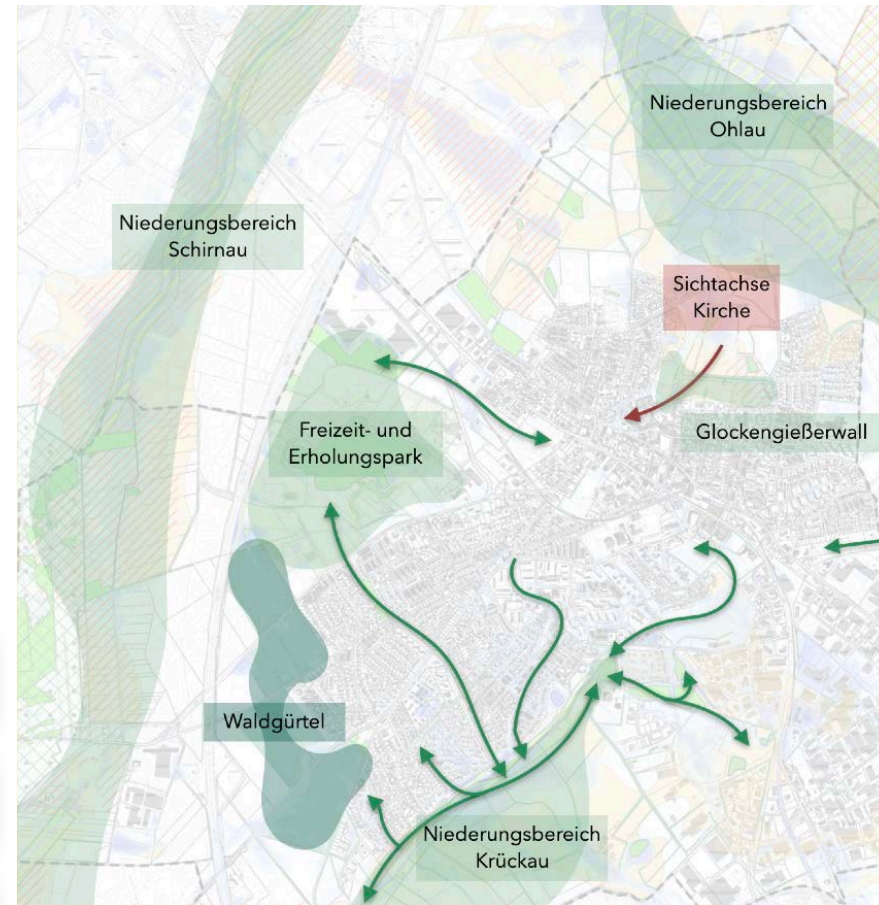 Niederungsbereich
Ohlau
Niederungsbereich
Schirnau
Sichtachse
Kirche
Freizeit- und
Erholungspark
Glockengießerwall
Waldgürtel
Niederungsbereich
Krückau